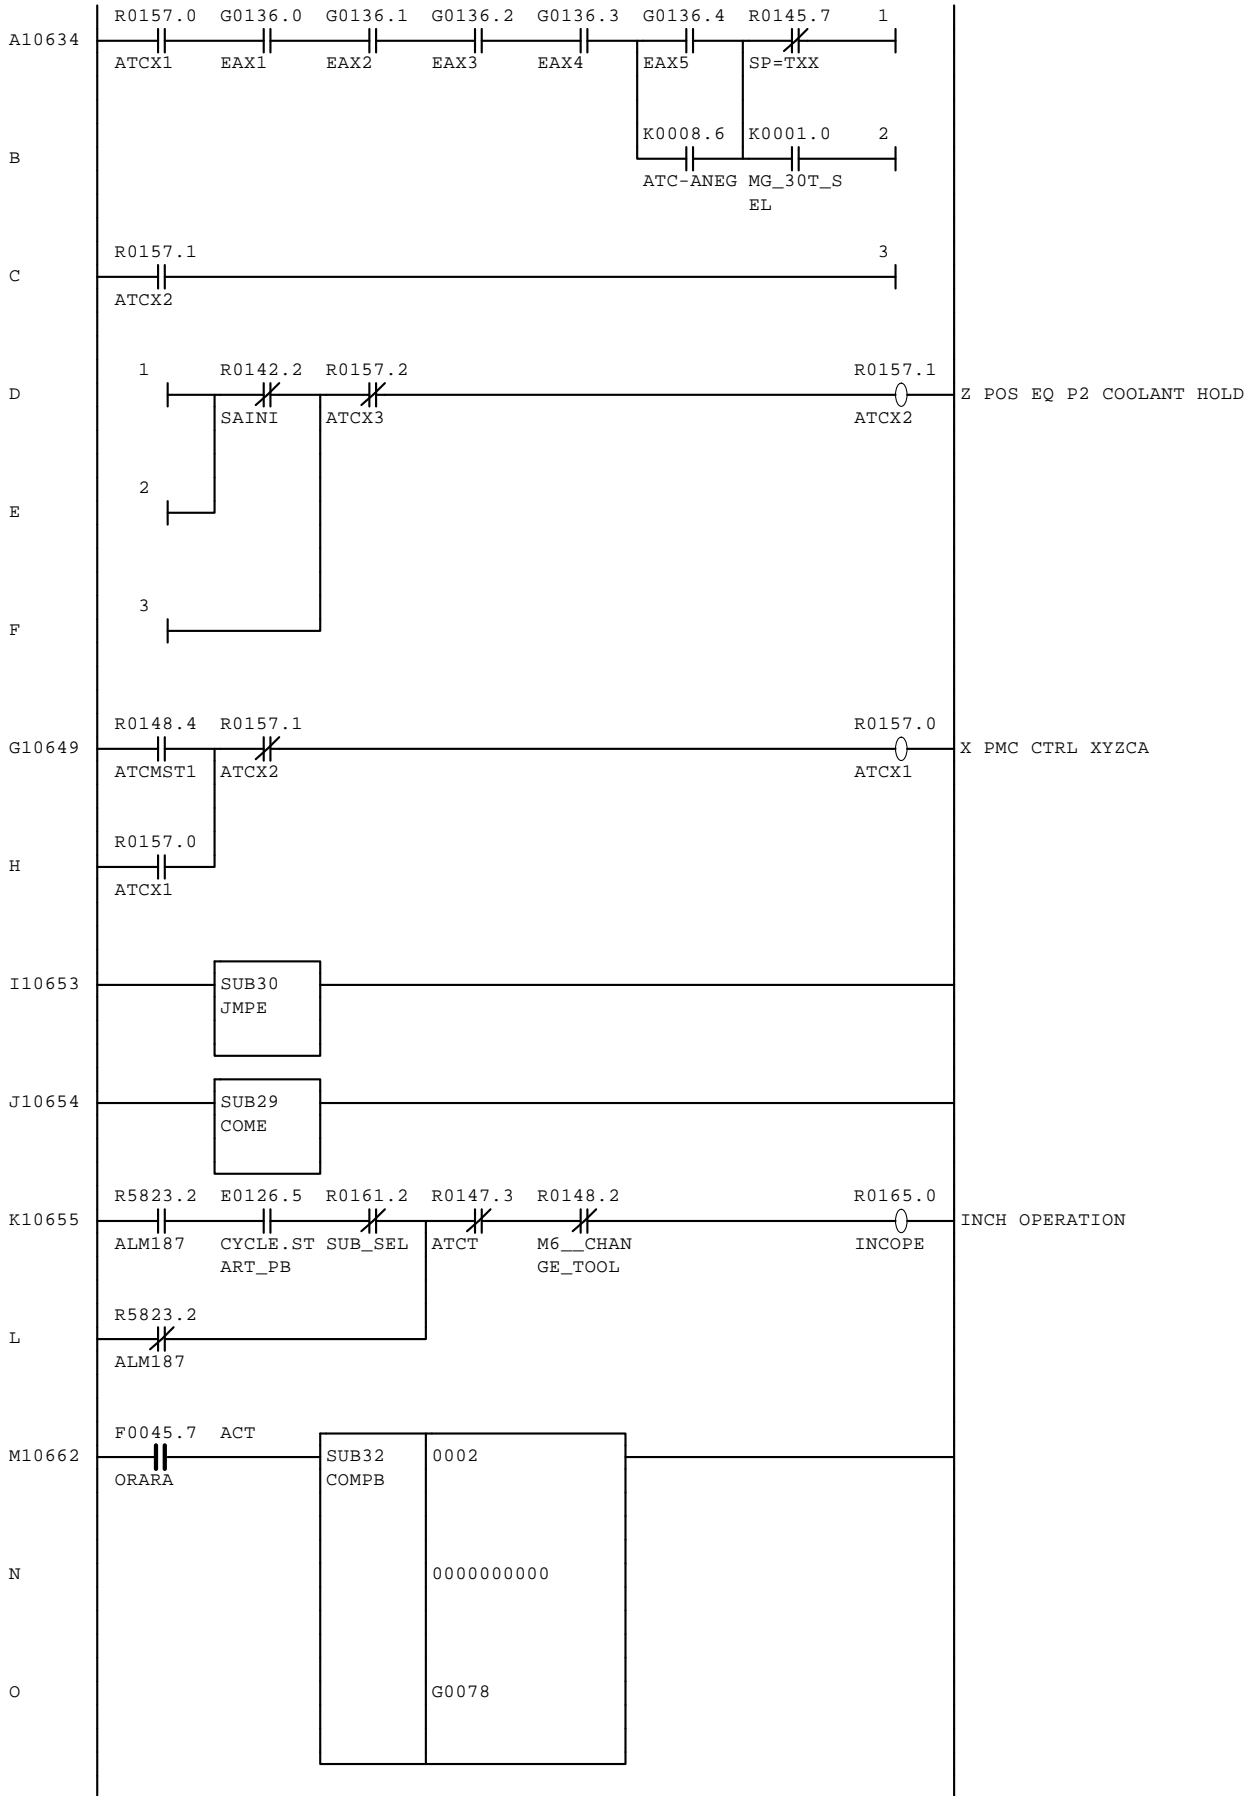 R0157.0 G0136.0 G0136.1 G0136.2 G0136.3 G0136.4 R0145.7 1
A10634
ATCX1 EAX1 EAX2 EAX3 EAX4 EAX5 SP=TXX
K0008.6 K0001.0 2
B
ATC-ANEG MG_30T_S
EL
R0157.1 3
C
ATCX2
1 R0142.2 R0157.2 R0157.1
D Z POS EQ P2 COOLANT HOLD
SAINI ATCX3 ATCX2
2
E
3
F
R0148.4 R0157.1 R0157.0
G10649 X PMC CTRL XYZCA
ATCMST1 ATCX2 ATCX1
R0157.0
H
ATCX1
I10653 SUB30
JMPE
J10654 SUB29
COME
R5823.2 E0126.5 R0161.2 R0147.3 R0148.2 R0165.0
K10655 INCH OPERATION
ALM187 CYCLE.ST SUB_SEL ATCT M6__CHAN INCOPE
ART_PB GE_TOOL
R5823.2
L
ALM187
F0045.7 ACT
M10662 SUB32 0002
ORARA COMPB
N 0000000000
O G0078